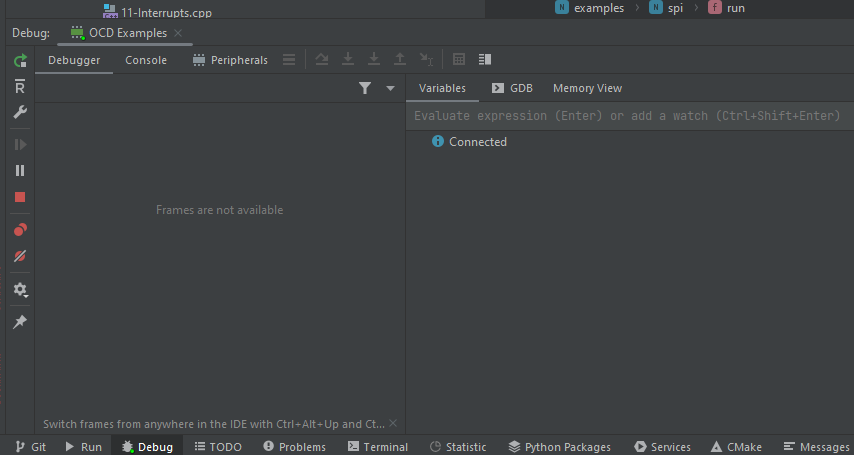 11-Interrupts.cpp
examples > spi > run
Debug: OCD Examples
Debugger Console Peripherals
Variables GDB Memory View
Evaluate expression (Enter) or add a watch (Ctrl+Shift+Enter)
Connected
Frames are not available
Switch frames from anywhere in the IDE with Ctrl+Alt+Up and Ct...
Git Run Debug TODO Problems Terminal Statistic Python Packages Services CMake Messages